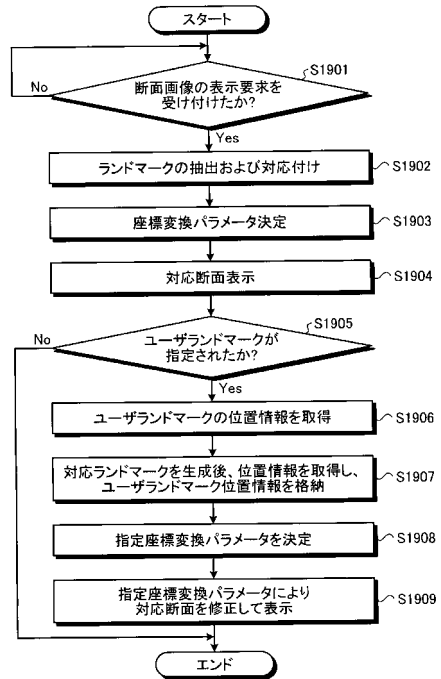 スタート
S1901
断面画像の表示要求を
受け付けたか?
No
Yes
ランドマークの抽出および対応付け
S1902
座標変換パラメータ決定
S1903
対応断面表示
S1904
S1905
ユーザランドマークが
指定されたか?
No
Yes
ユーザランドマークの位置情報を取得
S1906
対応ランドマークを生成後、位置情報を取得し、
ユーザランドマーク位置情報を格納
S1907
指定座標変換パラメータを決定
S1908
指定座標変換パラメータにより
対応断面を修正して表示
S1909
エンド